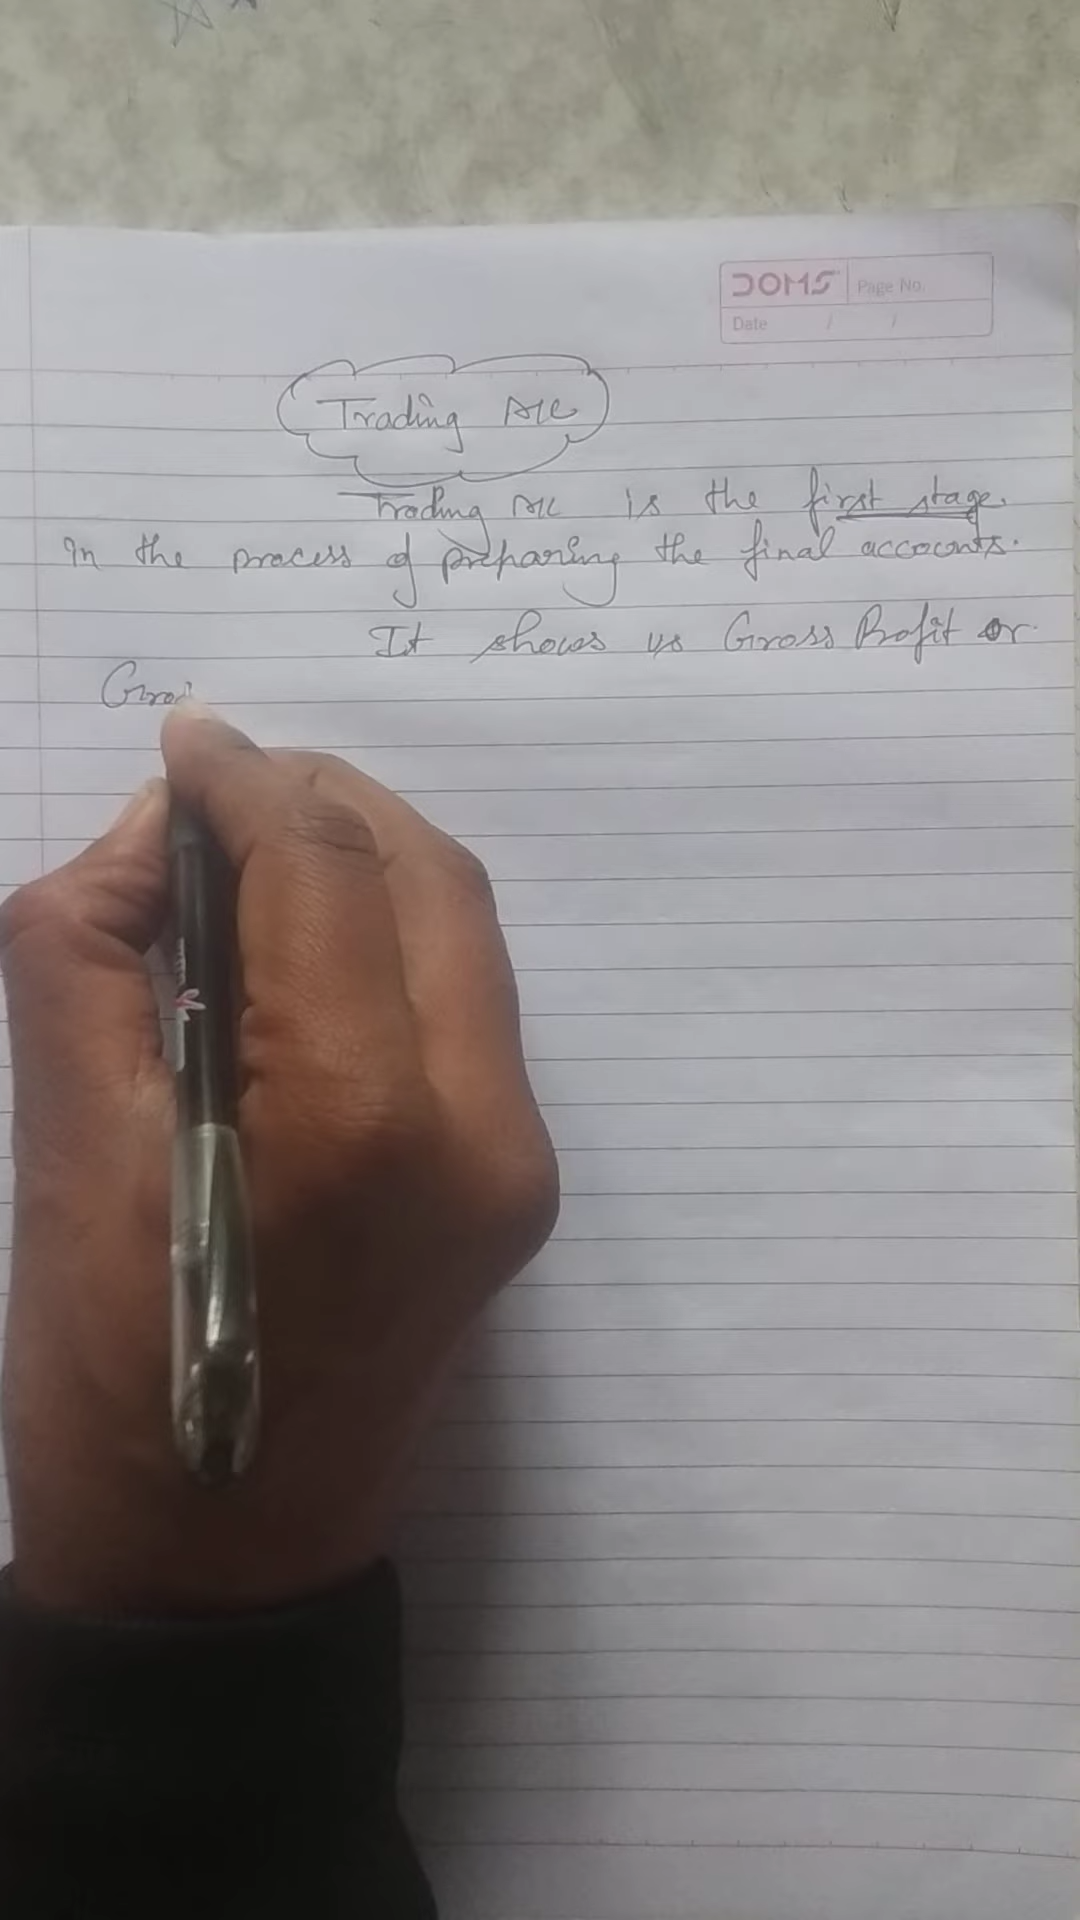 DOMS Page No.
Date / /
Trading A/c
Trading A/c is the first stage.
In the process of preparing the final accounts.
It shows us Gross Profit or
Gros